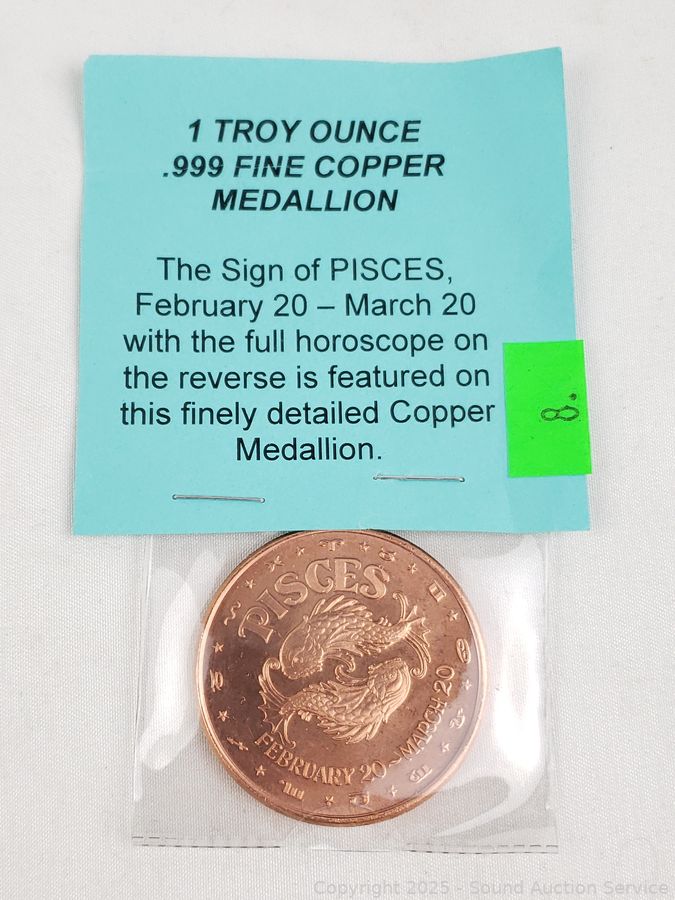 1 TROY OUNCE
.999 FINE COPPER
MEDALLION
The Sign of PISCES,
February 20 – March 20
with the full horoscope on
the reverse is featured on
this finely detailed Copper
Medallion.
8.
PISCES
FEBRUARY 20 ~ MARCH 20
Copyright 2025 - Sound Auction Service